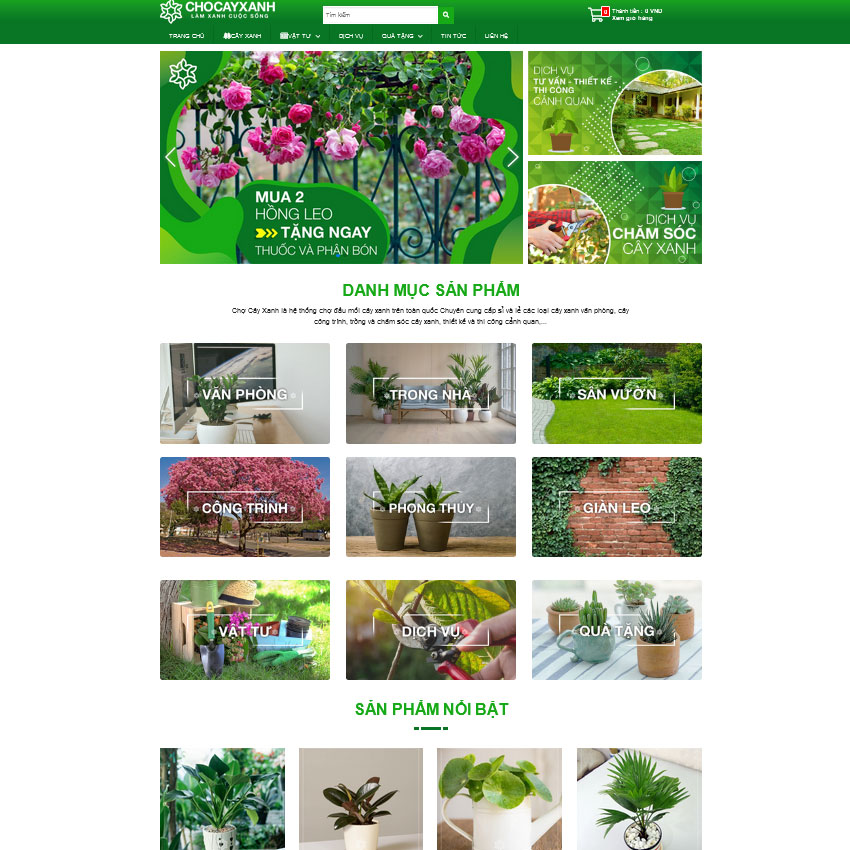 CHOCAYXANH
LÀM XANH CUỘC SỐNG
Tìm kiếm
0
Thành tiền : 0 VNĐ
Xem giỏ hàng
TRANG CHỦ
CÂY XANH
VẬT TƯ
DỊCH VỤ
QUÀ TẶNG
TIN TỨC
LIÊN HỆ
MUA 2
HỒNG LEO
TẶNG NGAY
THUỐC VÀ PHÂN BÓN
DỊCH VỤ
TƯ VẤN - THIẾT KẾ -
THI CÔNG
CẢNH QUAN
DỊCH VỤ
CHĂM SÓC
CÂY XANH
DANH MỤC SẢN PHẨM
Chợ Cây Xanh là hệ thống chợ đầu mối cây xanh trên toàn quốc Chuyên cung cấp sỉ và lẻ các loại cây xanh văn phòng, cây
công trình, trồng và chăm sóc cây xanh, thiết kế và thi công cảnh quan,...
VĂN PHÒNG
TRONG NHÀ
SÂN VƯỜN
CÔNG TRÌNH
PHONG THỦY
GIÀN LEO
VẬT TƯ
DỊCH VỤ
QUÀ TẶNG
SẢN PHẨM NỔI BẬT